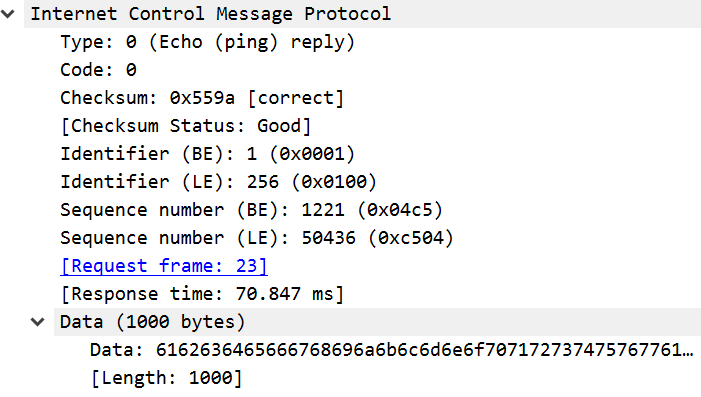 Internet Control Message Protocol
Type: 0 (Echo (ping) reply)
Code: 0
Checksum: 0x559a [correct]
[Checksum Status: Good]
Identifier (BE): 1 (0x0001)
Identifier (LE): 256 (0x0100)
Sequence number (BE): 1221 (0x04c5)
Sequence number (LE): 50436 (0xc504)
[Request frame: 23]
[Response time: 70.847 ms]
Data (1000 bytes)
Data: 6162636465666768696a6b6c6d6e6f7071727374757677​61…
[Length: 1000]